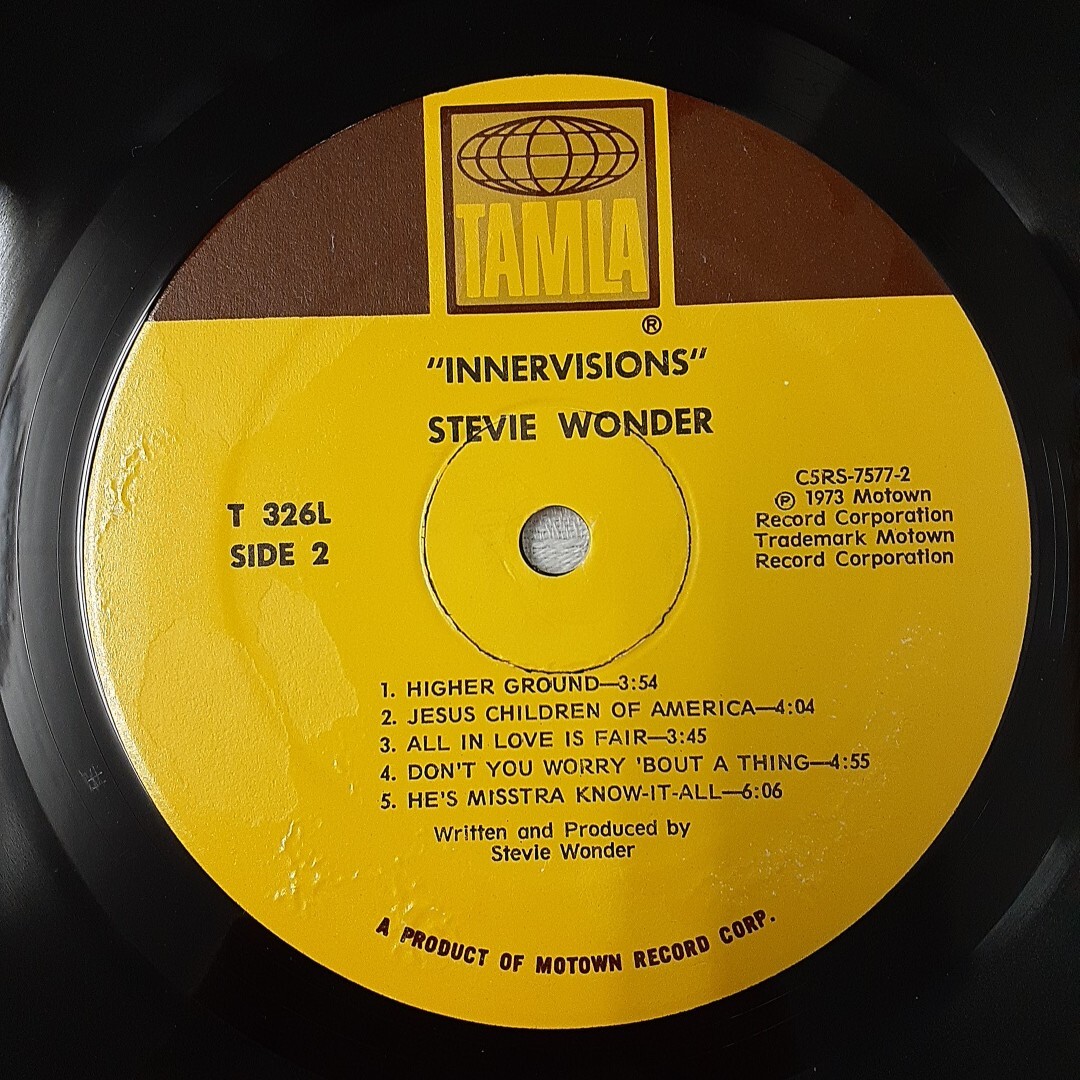 TAMLA
®
"INNERVISIONS"
STEVIE WONDER
T 326L
SIDE 2
C5RS-7577-2
℗ 1973 Motown
Record Corporation
Trademark Motown
Record Corporation
1. HIGHER GROUND—3:54
2. JESUS CHILDREN OF AMERICA—4:04
3. ALL IN LOVE IS FAIR—3:45
4. DON'T YOU WORRY 'BOUT A THING—4:55
5. HE'S MISSTRA KNOW-IT-ALL—6:06
Written and Produced by
Stevie Wonder
A PRODUCT OF MOTOWN RECORD CORP.